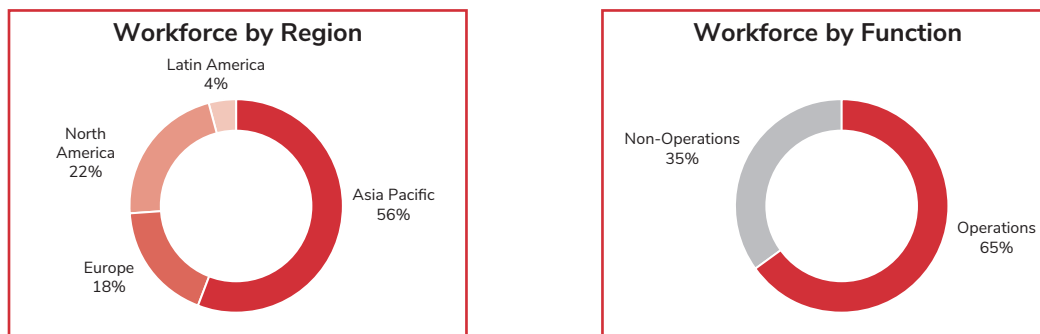 Workforce by Region
Latin America
4%
North
America
22%
Asia Pacific
56%
Europe
18%
Workforce by Function
Non-Operations
35%
Operations
65%